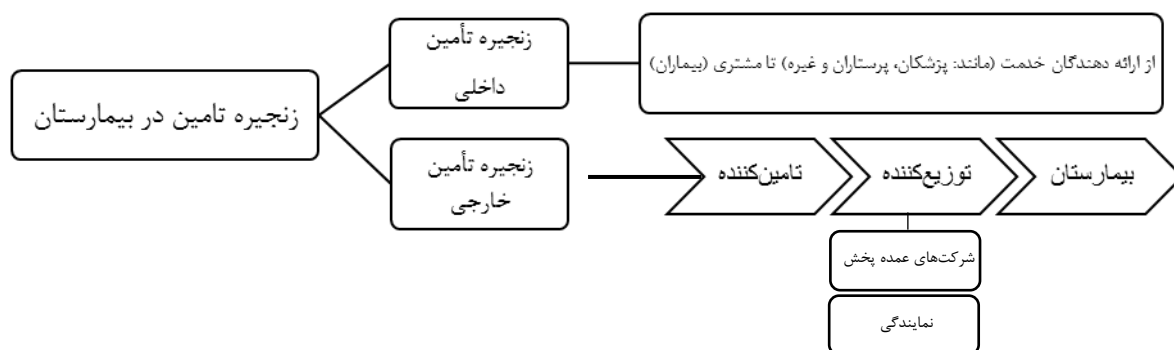 زنجیره تامین در بیمارستان
زنجیره تأمین
داخلی
از ارائه دهندگان خدمت (مانند: پزشکان، پرستاران و غیره) تا مشتری (بیماران)
زنجیره تأمین
خارجی
تامین‌کننده
توزیع‌کننده
بیمارستان
شرکت‌های عمده پخش
نمایندگی